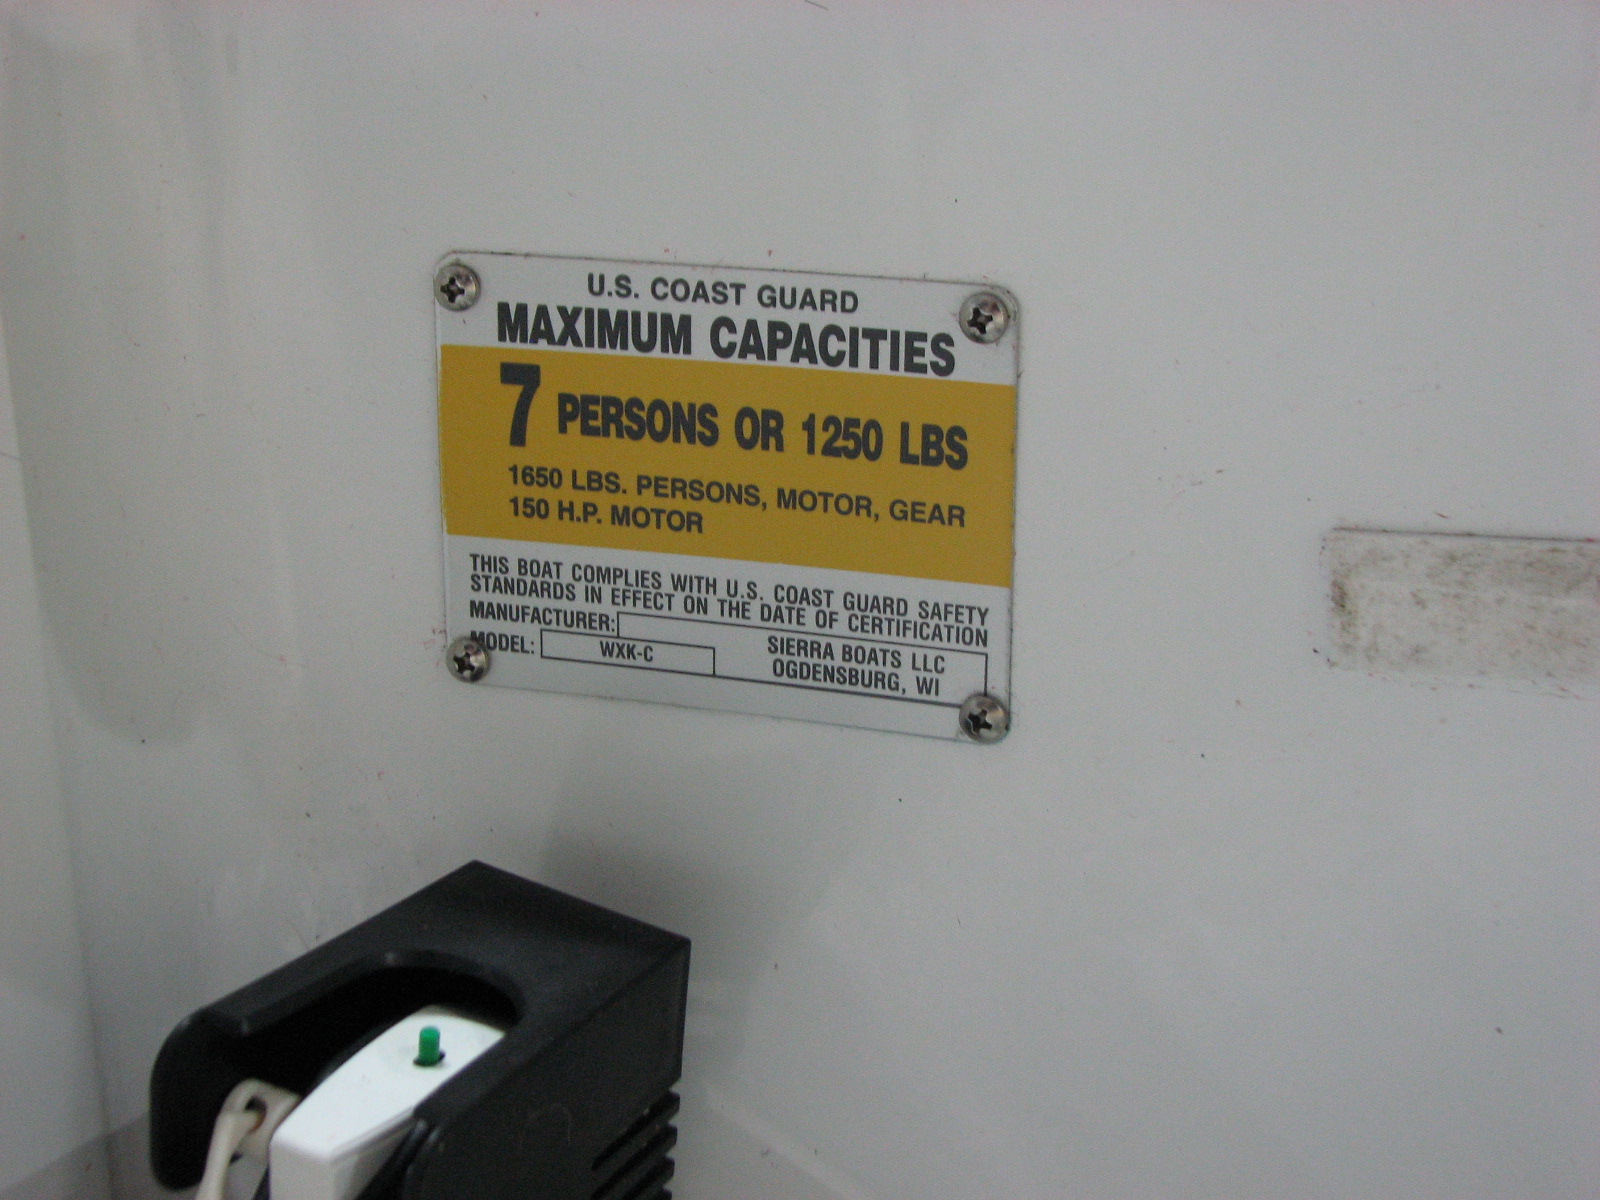 U.S. COAST GUARD
MAXIMUM CAPACITIES
7 PERSONS OR 1250 LBS
1650 LBS. PERSONS, MOTOR, GEAR
150 H.P. MOTOR
THIS BOAT COMPLIES WITH U.S. COAST GUARD SAFETY
STANDARDS IN EFFECT ON THE DATE OF CERTIFICATION
MANUFACTURER:
SIERRA BOATS LLC
OGDENSBURG, WI
MODEL: WXK-C